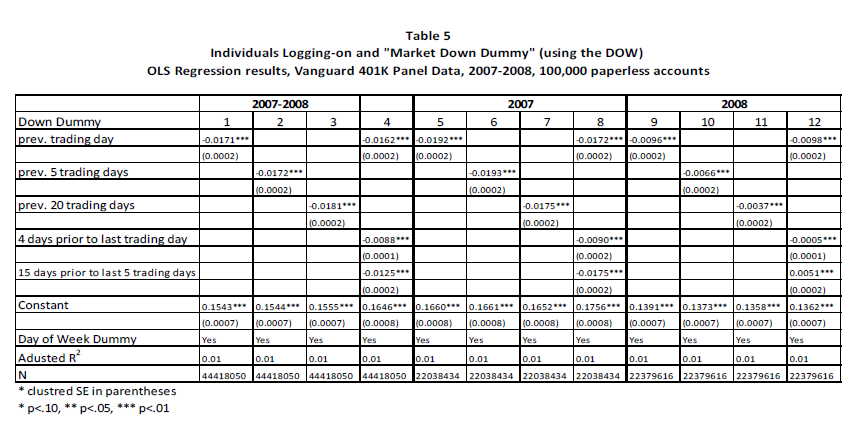 Table 5
Individuals Logging-on and "Market Down Dummy" (using the DOW)
OLS Regression results, Vanguard 401K Panel Data, 2007-2008, 100,000 paperless accounts
2007-2008 2007 2008
Down Dummy 1 2 3 4 5 6 7 8 9 10 11 12
prev. trading day -0.0171*** -0.0162*** -0.0192*** -0.0172*** -0.0096*** -0.0098***
(0.0002) (0.0002) (0.0002) (0.0002) (0.0002) (0.0002)
prev. 5 trading days -0.0172*** -0.0193*** -0.0066***
(0.0002) (0.0002) (0.0002)
prev. 20 trading days -0.0181*** -0.0175*** -0.0037***
(0.0002) (0.0002) (0.0002)
4 days prior to last trading day -0.0088*** -0.0090*** -0.0005***
(0.0001) (0.0002) (0.0001)
15 days prior to last 5 trading days -0.0125*** -0.0175*** 0.0051***
(0.0002) (0.0002) (0.0002)
Constant 0.1543*** 0.1544*** 0.1555*** 0.1646*** 0.1660*** 0.1661*** 0.1652*** 0.1756*** 0.1391*** 0.1373*** 0.1358*** 0.1362***
(0.0007) (0.0007) (0.0007) (0.0008) (0.0008) (0.0008) (0.0008) (0.0008) (0.0007) (0.0007) (0.0007) (0.0007)
Day of Week Dummy Yes Yes Yes Yes Yes Yes Yes Yes Yes Yes Yes Yes
Adusted R² 0.01 0.01 0.01 0.01 0.01 0.01 0.01 0.01 0.01 0.01 0.01 0.01
N 44418050 44418050 44418050 44418050 22038434 22038434 22038434 22038434 22379616 22379616 22379616 22379616
* clustred SE in parentheses
* p<.10, ** p<.05, *** p<.01